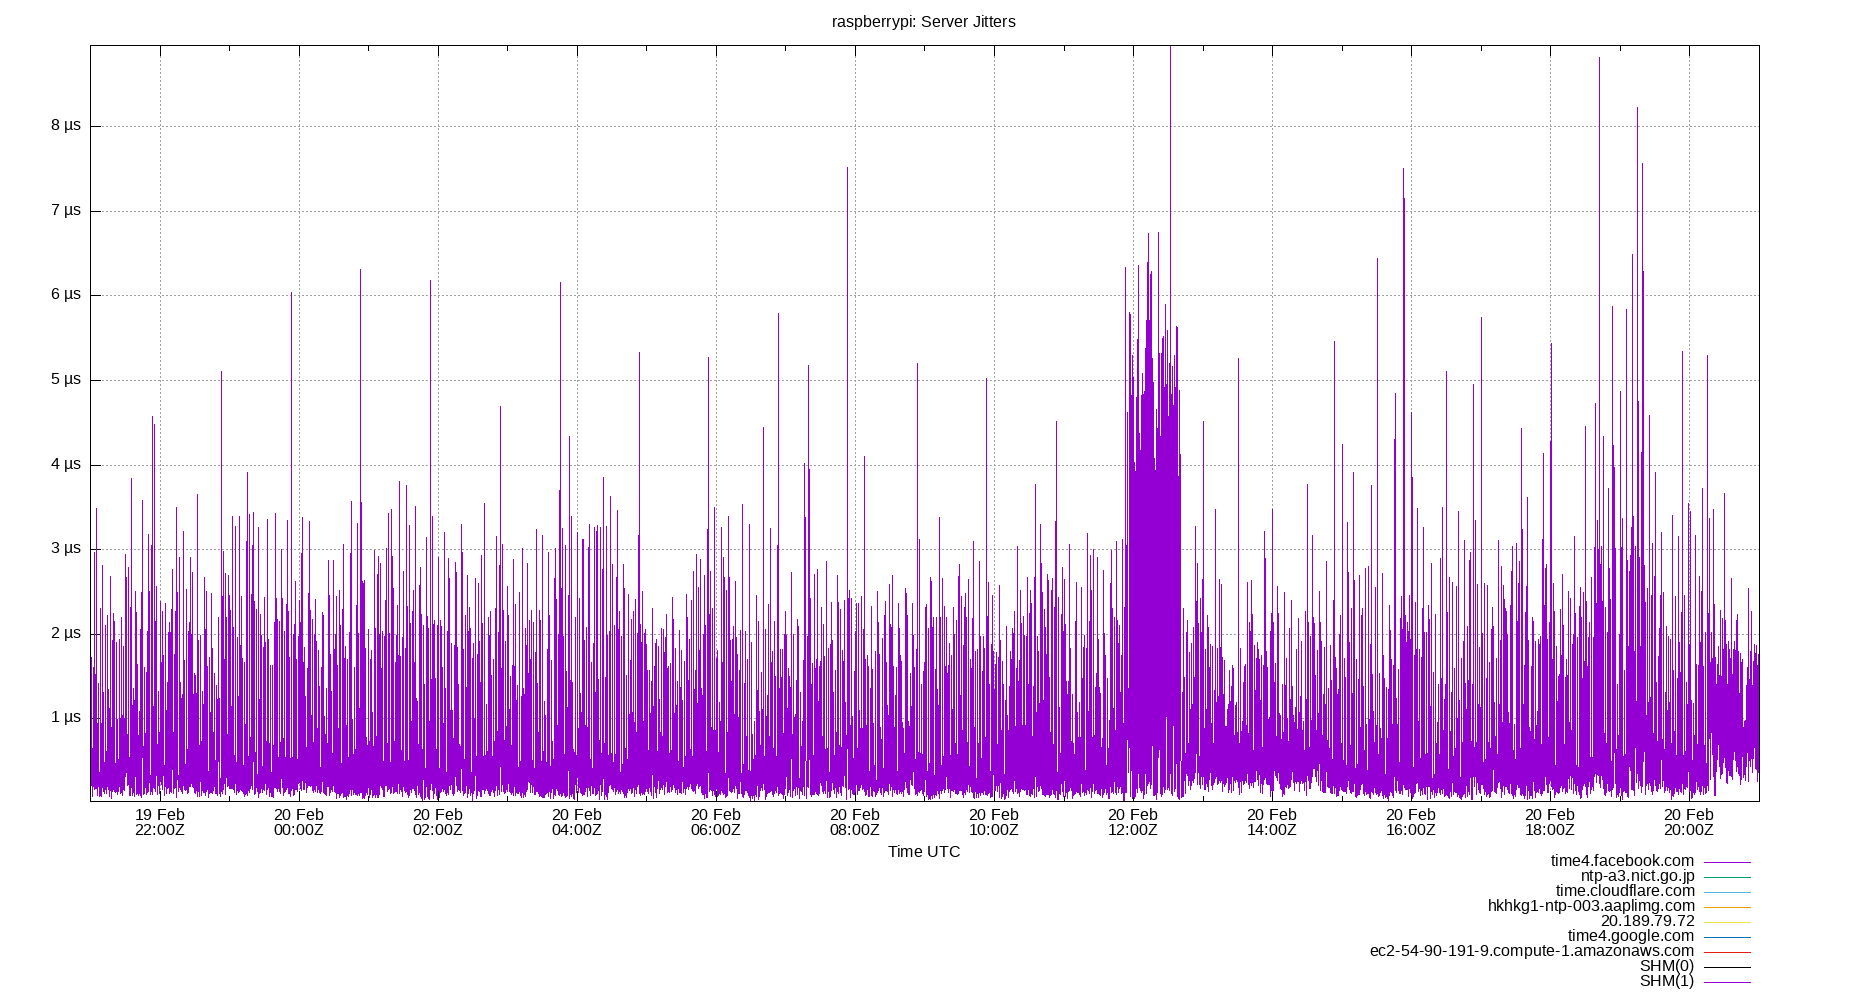 raspberrypi: Server Jitters
8 µs
7 µs
6 µs
5 µs
4 µs
3 µs
2 µs
1 µs
19 Feb 20 Feb 20 Feb 20 Feb 20 Feb 20 Feb 20 Feb 20 Feb 20 Feb 20 Feb 20 Feb 20 Feb
22:00Z 00:00Z 02:00Z 04:00Z 06:00Z 08:00Z 10:00Z 12:00Z 14:00Z 16:00Z 18:00Z 20:00Z
Time UTC
time4.facebook.com
ntp-a3.nict.go.jp
time.cloudflare.com
hkhkg1-ntp-003.aaplimg.com
20.189.79.72
time4.google.com
ec2-54-90-191-9.compute-1.amazonaws.com
SHM(0)
SHM(1)